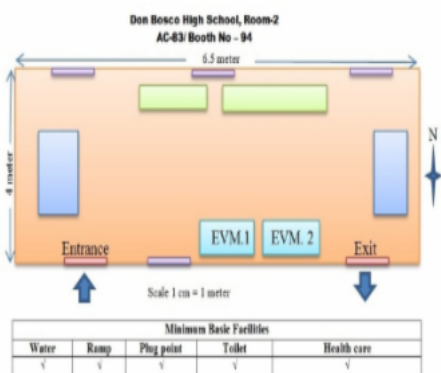 Don Bosco High School, Room-2
AC-83/ Booth No – 94
6.5 meter
4 meter
N
EVM.1 EVM. 2
Entrance Exit
Scale 1 cm = 1 meter
Minimum Basic Facilities
Water Ramp Plug point Toilet Health care
√ √ √ √ √